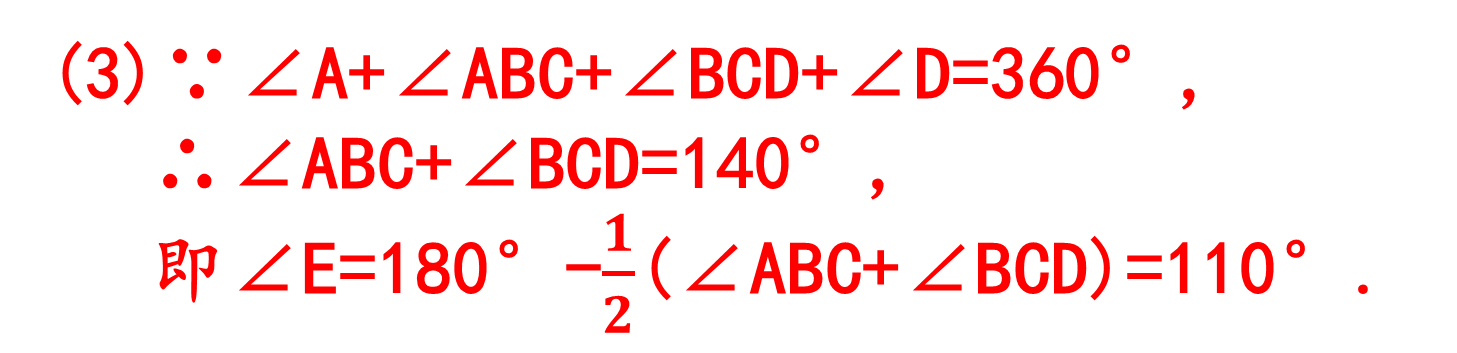 (3)∵∠A+∠ABC+∠BCD+∠D=360°,
∴∠ABC+∠BCD=140°,
即∠E=180°-1/2(∠ABC+∠BCD)=110°.